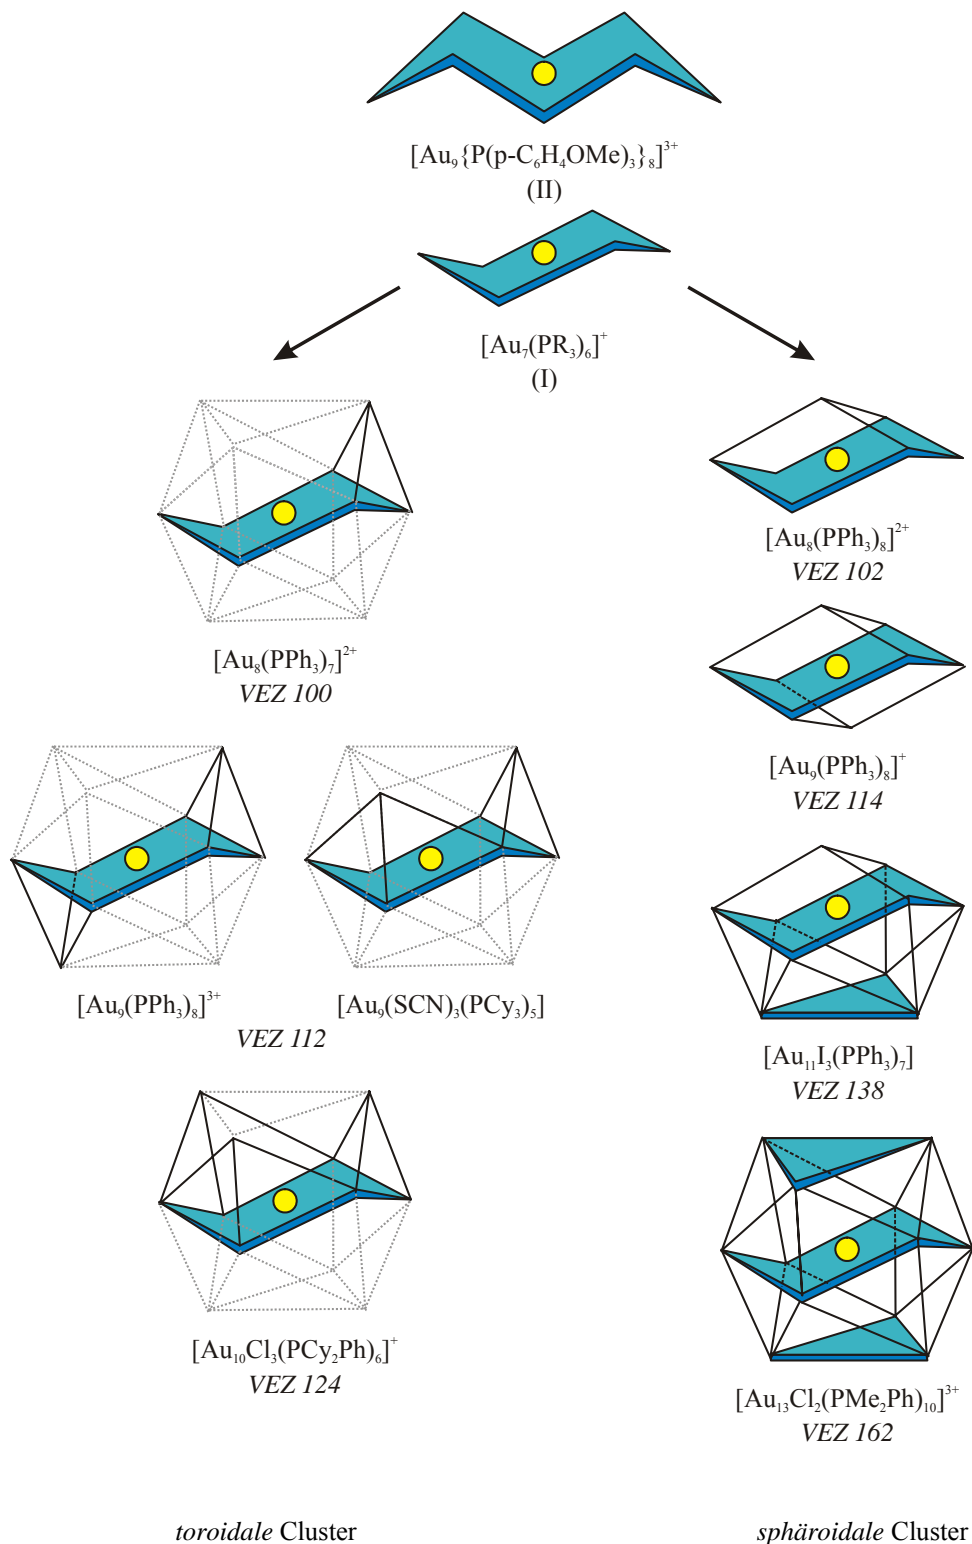 [Au₉{P(p-C₆H₄OMe)₃}₈]³⁺
(II)
[Au₇(PR₃)₆]⁺
(I)
[Au₈(PPh₃)₇]²⁺
VEZ 100
[Au₉(PPh₃)₈]³⁺
[Au₉(SCN)₃(PCy₃)₅]
VEZ 112
[Au₁₀Cl₃(PCy₂Ph)₆]⁺
VEZ 124
toroidale Cluster
[Au₈(PPh₃)₈]²⁺
VEZ 102
[Au₉(PPh₃)₈]⁺
VEZ 114
[Au₁₁I₃(PPh₃)₇]
VEZ 138
[Au₁₃Cl₂(PMe₂Ph)₁₀]³⁺
VEZ 162
sphäroidale Cluster